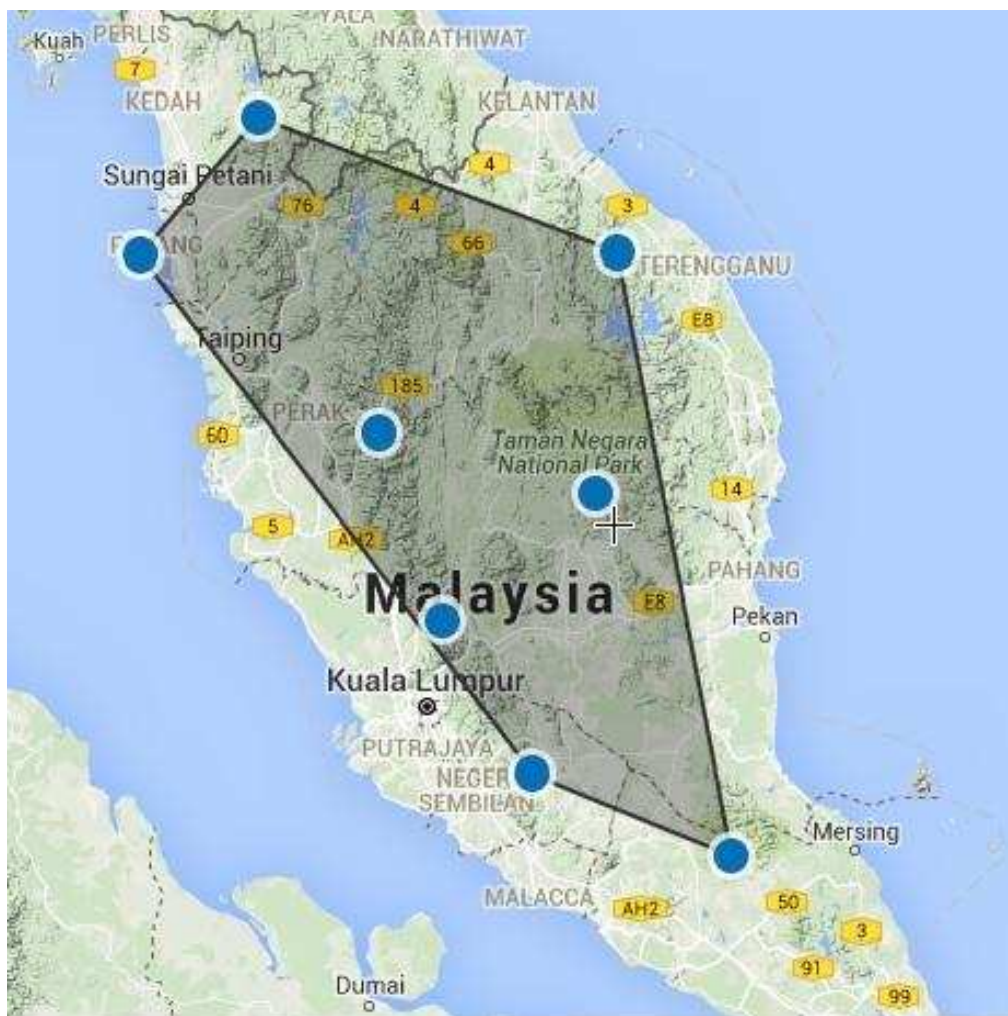 YALA
PERLIS
NARATHIWAT
Kuah
7
KEDAH
KELANTAN
4
Sungai Petani
76
4
3
66
TERENGGANU
E8
Taiping
185
PERAK
60
Taman Negara
National Park
14
5
AH2
PAHANG
Malaysia
E8
Pekan
Kuala Lumpur
PUTRAJAYA
NEGERI
SEMBILAN
Mersing
MALACCA
AH2
50
3
91
Dumai
99